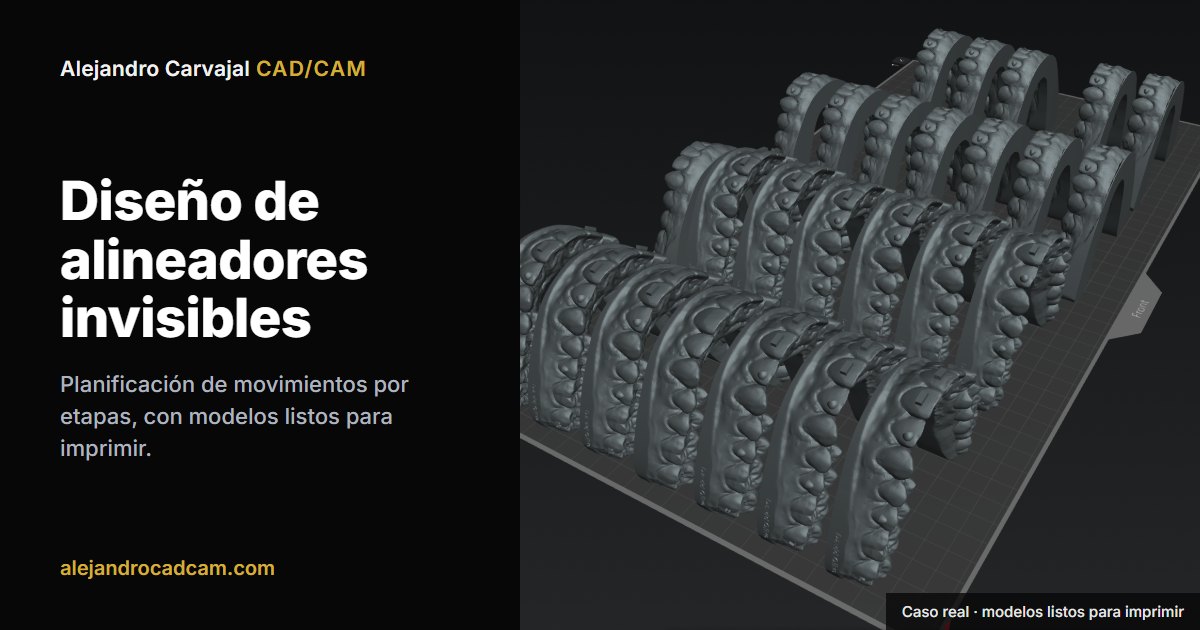 Alejandro Carvajal CAD/CAM
Diseño de
alineadores
invisibles
Planificación de movimientos por
etapas, con modelos listos para
imprimir.
alejandrocadcam.com
Front
Caso real · modelos listos para imprimir